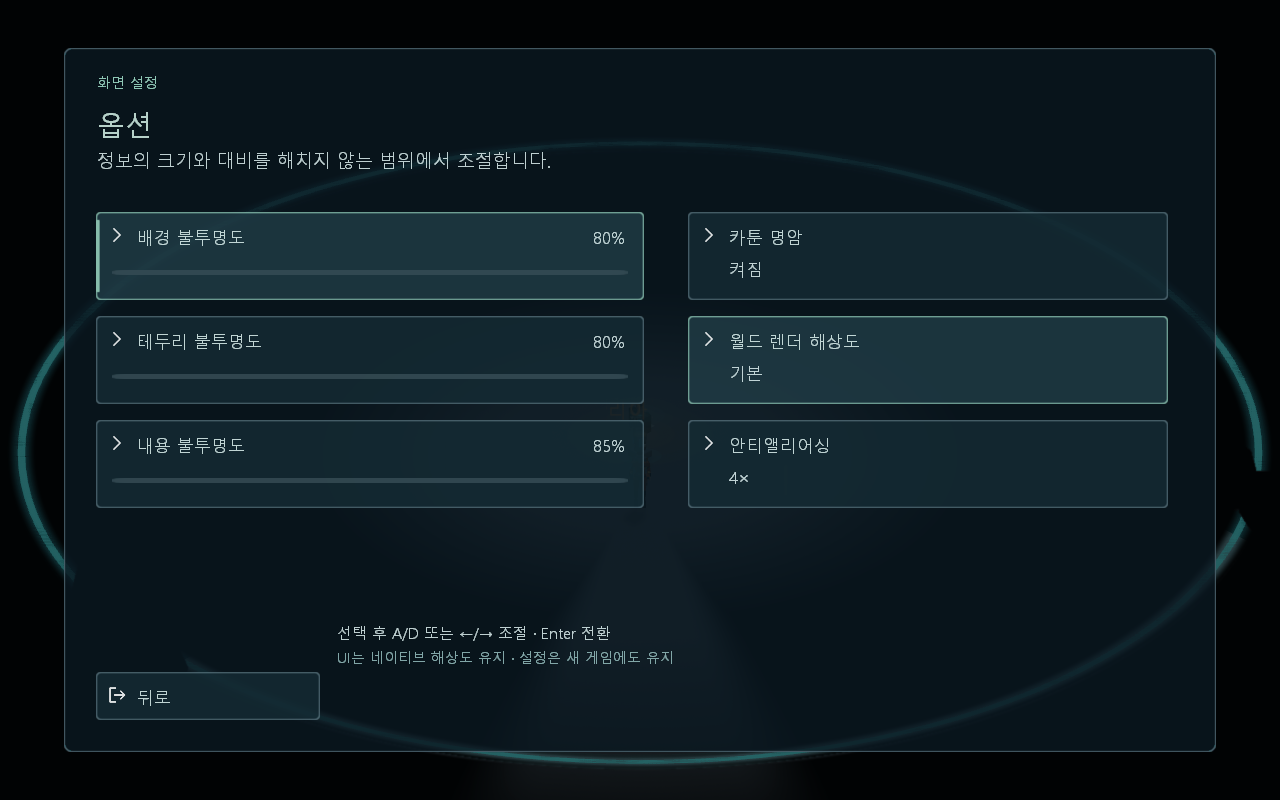 화면 설정
옵션
정보의 크기와 대비를 해치지 않는 범위에서 조절합니다.
배경 불투명도 80%
카툰 명암
켜짐
테두리 불투명도 80%
월드 렌더 해상도
기본
내용 불투명도 85%
안티앨리어싱
4×
선택 후 A/D 또는 ←/→ 조절 · Enter 전환
UI는 네이티브 해상도 유지 · 설정은 새 게임에도 유지
뒤로